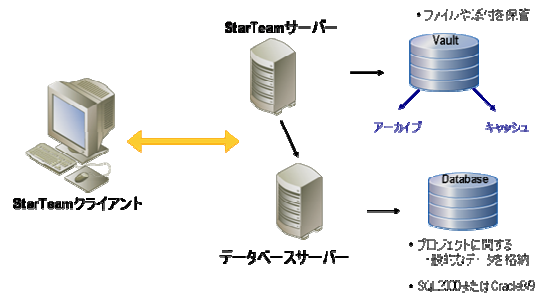 StarTeamサーバー
・ファイルや添付を保管
Vault
アーカイブ
キャッシュ
StarTeamクライアント
データベースサーバー
Database
・プロジェクトに関する
一般的なデータを格納
・SQL2000またはOracle8/9